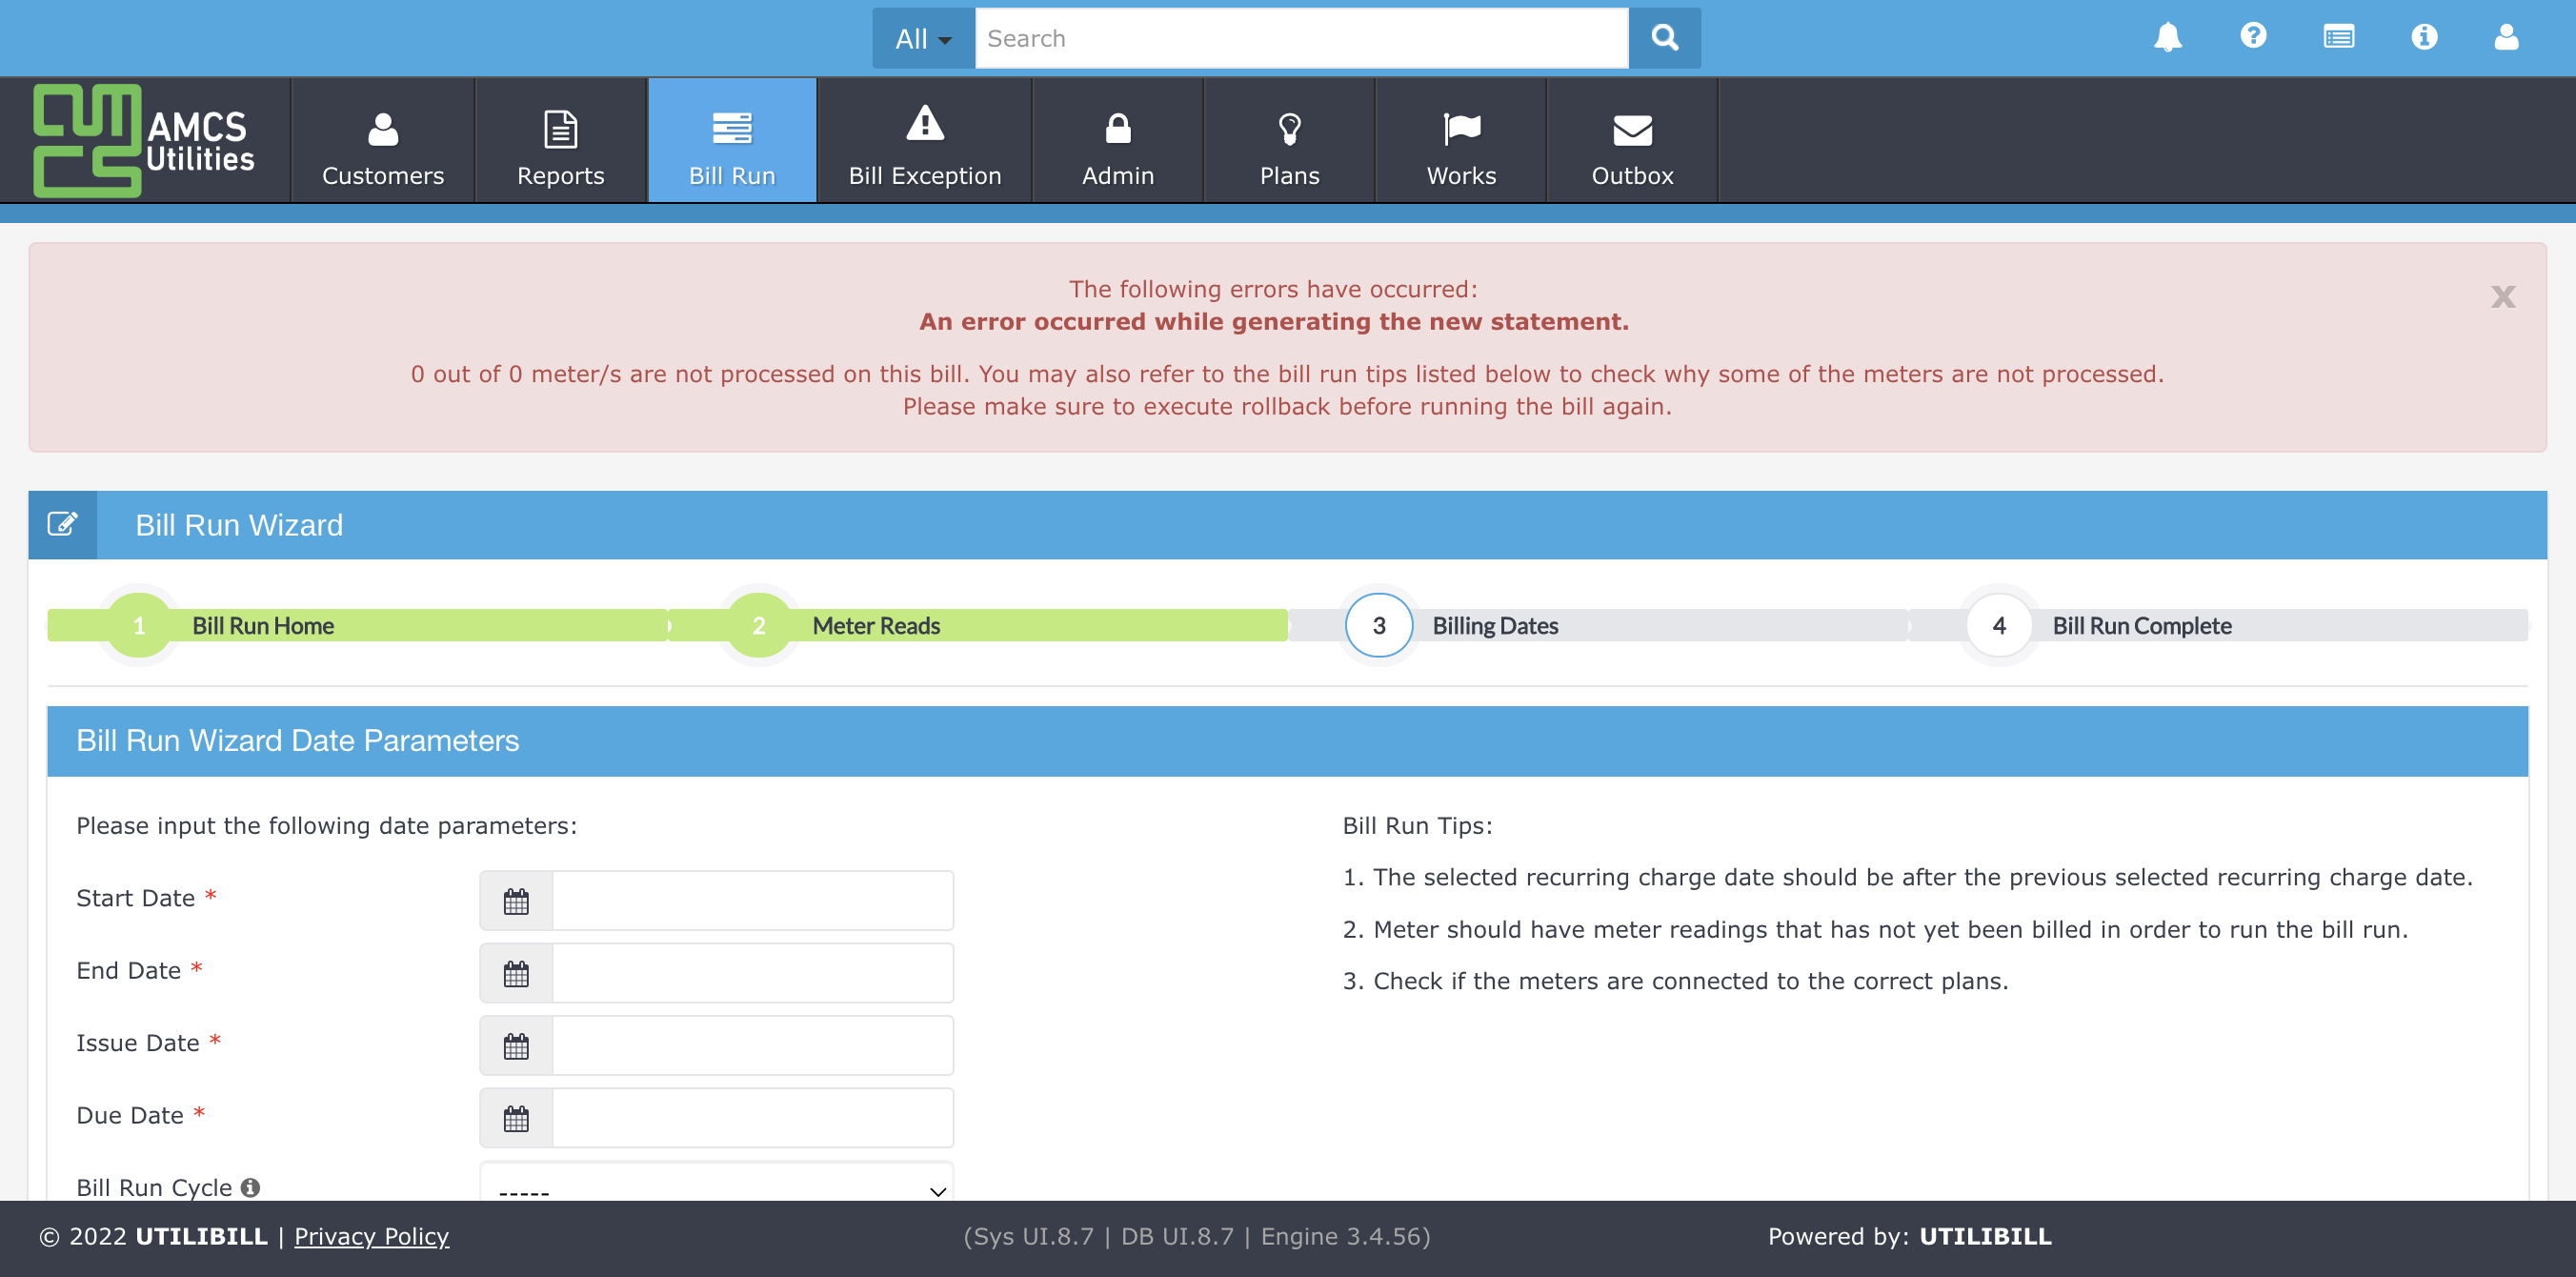 All
Search
AMCS
Utilities
Customers
Reports
Bill Run
Bill Exception
Admin
Plans
Works
Outbox
The following errors have occurred:
An error occurred while generating the new statement.
x
0 out of 0 meter/s are not processed on this bill. You may also refer to the bill run tips listed below to check why some of the meters are not processed.
Please make sure to execute rollback before running the bill again.
Bill Run Wizard
1 Bill Run Home
2 Meter Reads
3 Billing Dates
4 Bill Run Complete
Bill Run Wizard Date Parameters
Please input the following date parameters:
Start Date *
End Date *
Issue Date *
Due Date *
Bill Run Cycle
-----
Bill Run Tips:
1. The selected recurring charge date should be after the previous selected recurring charge date.
2. Meter should have meter readings that has not yet been billed in order to run the bill run.
3. Check if the meters are connected to the correct plans.
© 2022 UTILIBILL | Privacy Policy
(Sys UI.8.7 | DB UI.8.7 | Engine 3.4.56)
Powered by: UTILIBILL